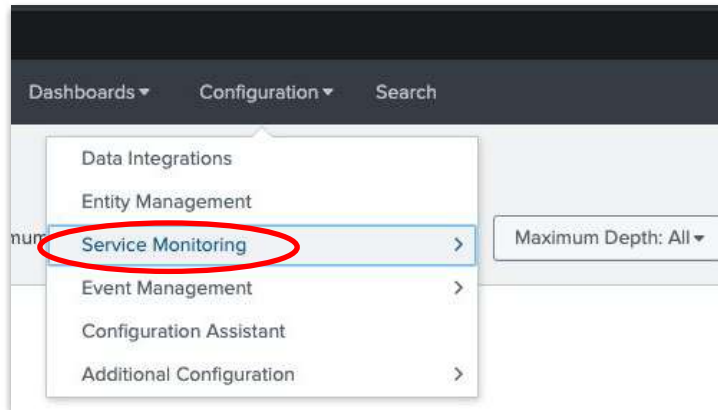 Dashboards Configuration Search
Data Integrations
Entity Management
Service Monitoring
Maximum Depth: All
Event Management
Configuration Assistant
Additional Configuration